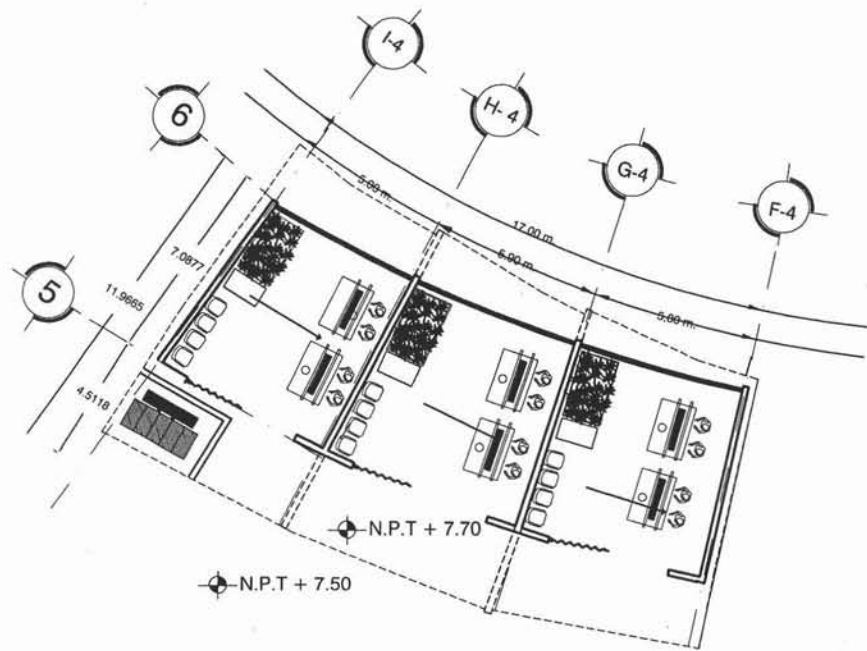 I-4
H-4
G-4
F-4
6
5
5.00 m.
17.00 m.
6.90 m.
5.00 m.
7.0877
11.9665
4.5118
N.P.T + 7.70
N.P.T + 7.50